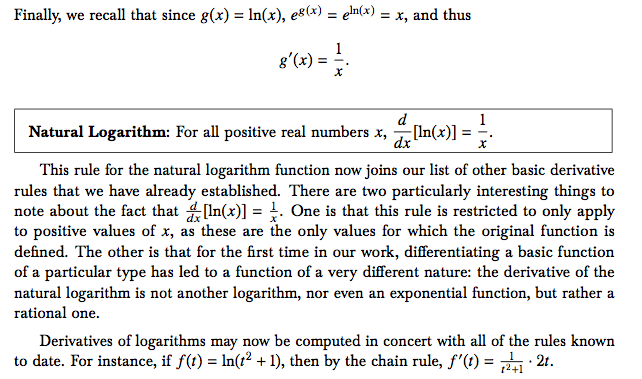 Finally, we recall that since g(x) = ln(x), e^{g(x)} = e^{ln(x)} = x, and thus
g′(x) = \frac{1}{x}.
Natural Logarithm: For all positive real numbers x, \frac{d}{dx}[ln(x)] = \frac{1}{x}.
This rule for the natural logarithm function now joins our list of other basic derivative
rules that we have already established. There are two particularly interesting things to
note about the fact that \frac{d}{dx}[ln(x)] = \frac{1}{x}. One is that this rule is restricted to only apply
to positive values of x, as these are the only values for which the original function is
defined. The other is that for the first time in our work, differentiating a basic function
of a particular type has led to a function of a very different nature: the derivative of the
natural logarithm is not another logarithm, nor even an exponential function, but rather a
rational one.
Derivatives of logarithms may now be computed in concert with all of the rules known
to date. For instance, if f(t) = ln(t² + 1), then by the chain rule, f′(t) = \frac{1}{t²+1} · 2t.